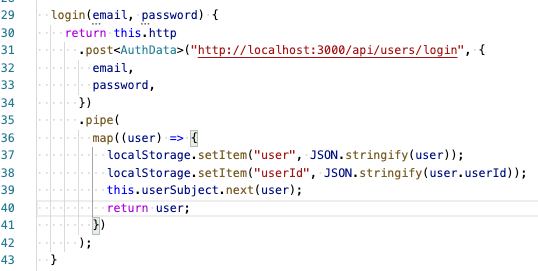 29 login(email, password) {
30 return this.http
31 .post<AuthData>("http://localhost:3000/api/users/login", {
32 email,
33 password,
34 })
35 .pipe(
36 map((user) => {
37 localStorage.setItem("user", JSON.stringify(user));
38 localStorage.setItem("userId", JSON.stringify(user.userId));
39 this.userSubject.next(user);
40 return user;
41 })
42 );
43 }